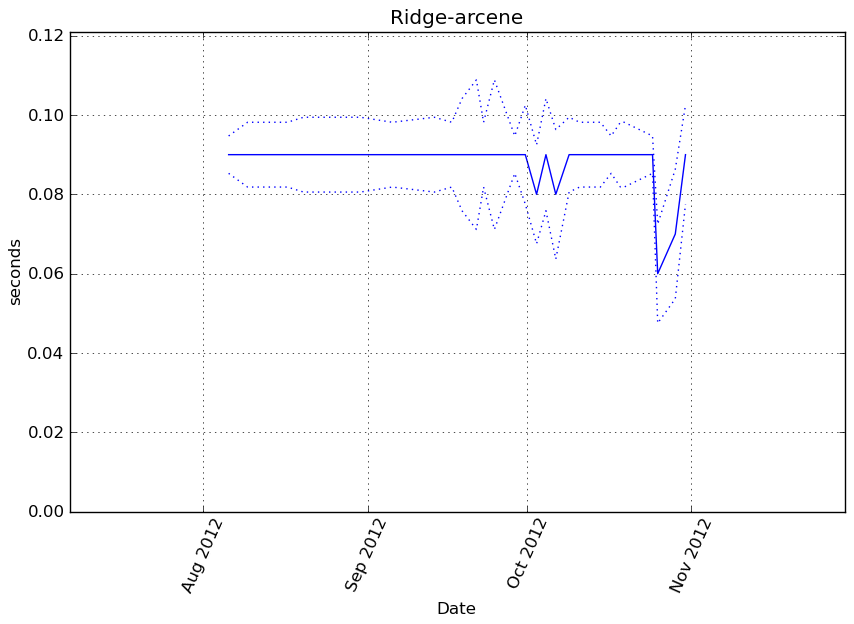 Ridge-arcene
0.12
0.10
0.08
0.06
0.04
0.02
0.00
seconds
Aug 2012
Sep 2012
Oct 2012
Nov 2012
Date